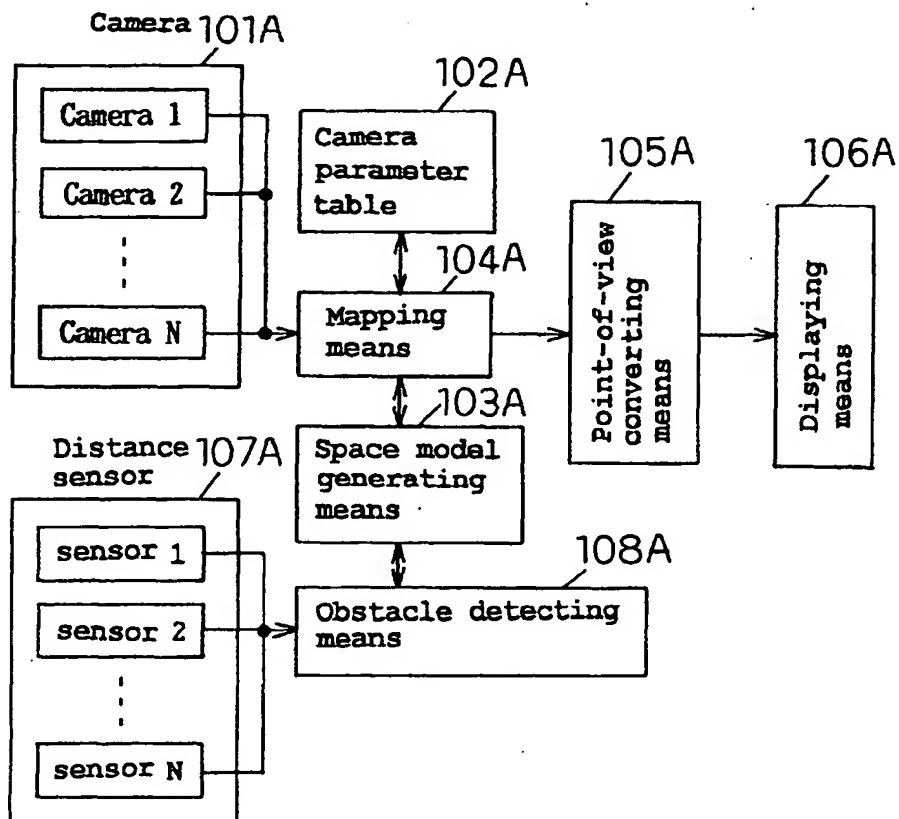 Camera 101A
Camera 1
Camera 2
Camera N
102A
Camera
parameter
table
104A
Mapping
means
103A
Space model
generating
means
105A
Point-of-view
converting
means
106A
Displaying
means
Distance
sensor
107A
sensor 1
sensor 2
sensor N
108A
Obstacle detecting
means